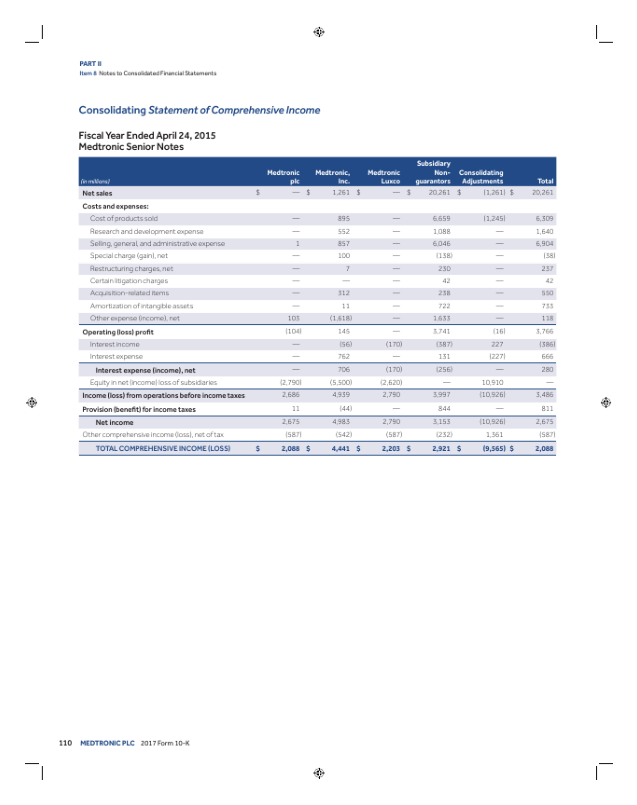 PART II
Item 8 Notes to Consolidated Financial Statements
Consolidating Statement of Comprehensive Income
Fiscal Year Ended April 24, 2015
Medtronic Senior Notes
(in millions) Medtronic plc Medtronic, Inc. Medtronic Luxco Subsidiary Non-guarantors Consolidating Adjustments Total
Net sales $ — $ 1,261 $ — $ 20,261 $ (1,261) $ 20,261
Costs and expenses:
Cost of products sold — 895 — 6,659 (1,245) 6,309
Research and development expense — 552 — 1,088 — 1,640
Selling, general, and administrative expense 1 857 — 6,046 — 6,904
Special charge (gain), net — 100 — (138) — (38)
Restructuring charges, net — 7 — 230 — 237
Certain litigation charges — — — 42 — 42
Acquisition-related items — 312 — 238 — 550
Amortization of intangible assets — 11 — 722 — 733
Other expense (income), net 103 (1,618) — 1,633 — 118
Operating (loss) profit (104) 145 — 3,741 (16) 3,766
Interest income — (56) (170) (387) 227 (386)
Interest expense — 762 — 131 (227) 666
Interest expense (income), net — 706 (170) (256) — 280
Equity in net (income) loss of subsidiaries (2,790) (5,500) (2,620) — 10,910 —
Income (loss) from operations before income taxes 2,686 4,939 2,790 3,997 (10,926) 3,486
Provision (benefit) for income taxes 11 (44) — 844 — 811
Net income 2,675 4,983 2,790 3,153 (10,926) 2,675
Other comprehensive income (loss), net of tax (587) (542) (587) (232) 1,361 (587)
TOTAL COMPREHENSIVE INCOME (LOSS) $ 2,088 $ 4,441 $ 2,203 $ 2,921 $ (9,565) $ 2,088
110 MEDTRONIC PLC 2017 Form 10-K